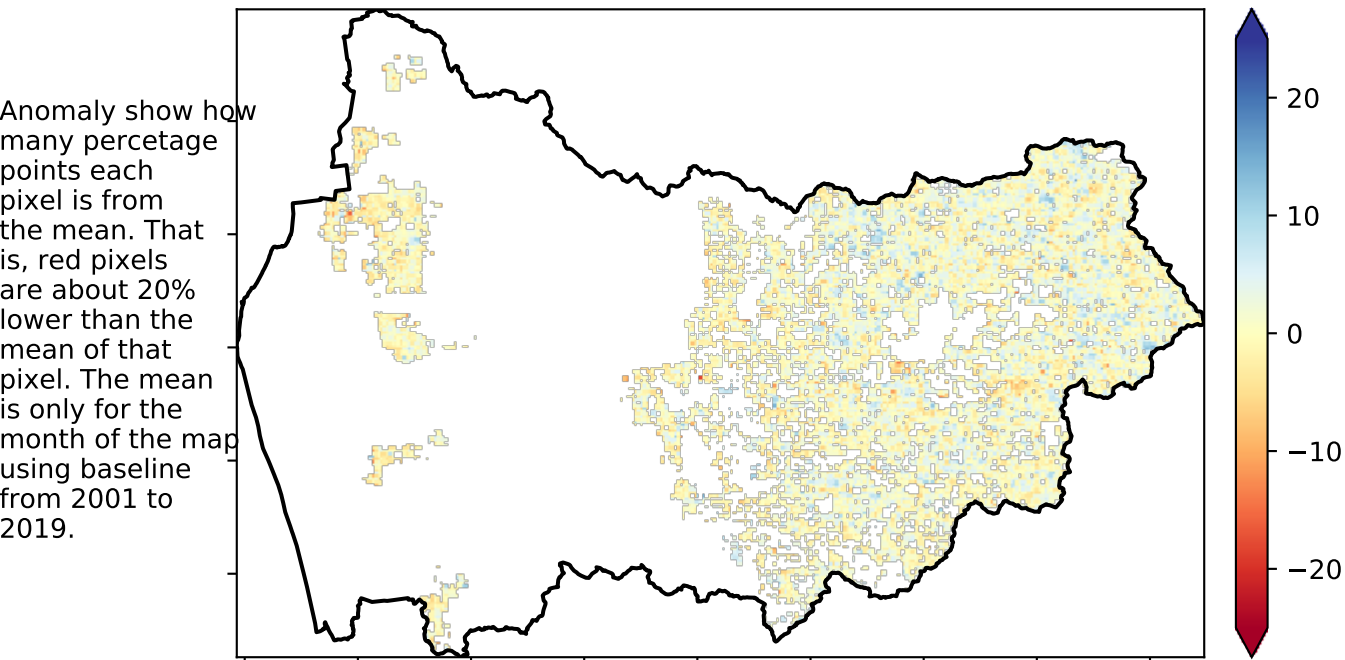 Anomaly show how
many percetage
points each
pixel is from
the mean. That
is, red pixels
are about 20%
lower than the
mean of that
pixel. The mean
is only for the
month of the map
using baseline
from 2001 to
2019.
20
10
0
−10
−20